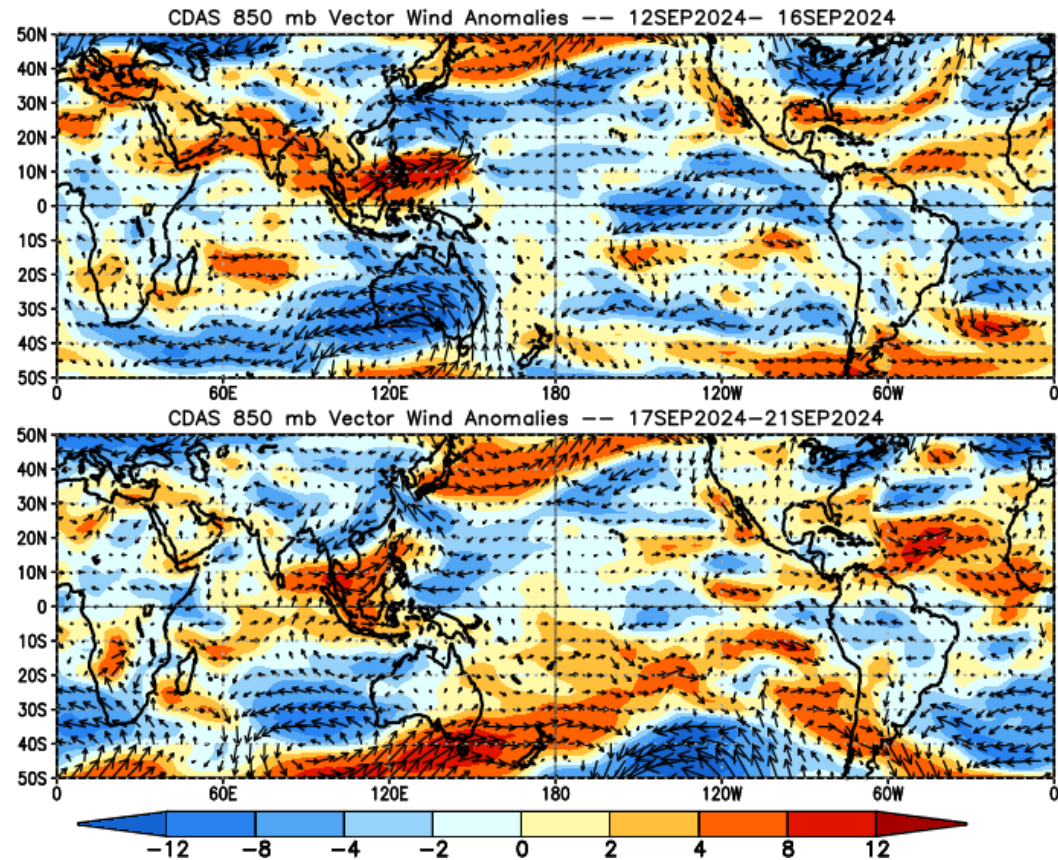 CDAS 850 mb Vector Wind Anomalies -- 12SEP2024- 16SEP2024
50N
40N
30N
20N
10N
0
10S
20S
30S
40S
50S
0 60E 120E 180 120W 60W 0
CDAS 850 mb Vector Wind Anomalies -- 17SEP2024-21SEP2024
50N
40N
30N
20N
10N
0
10S
20S
30S
40S
50S
0 60E 120E 180 120W 60W 0
-12 -8 -4 -2 0 2 4 8 12